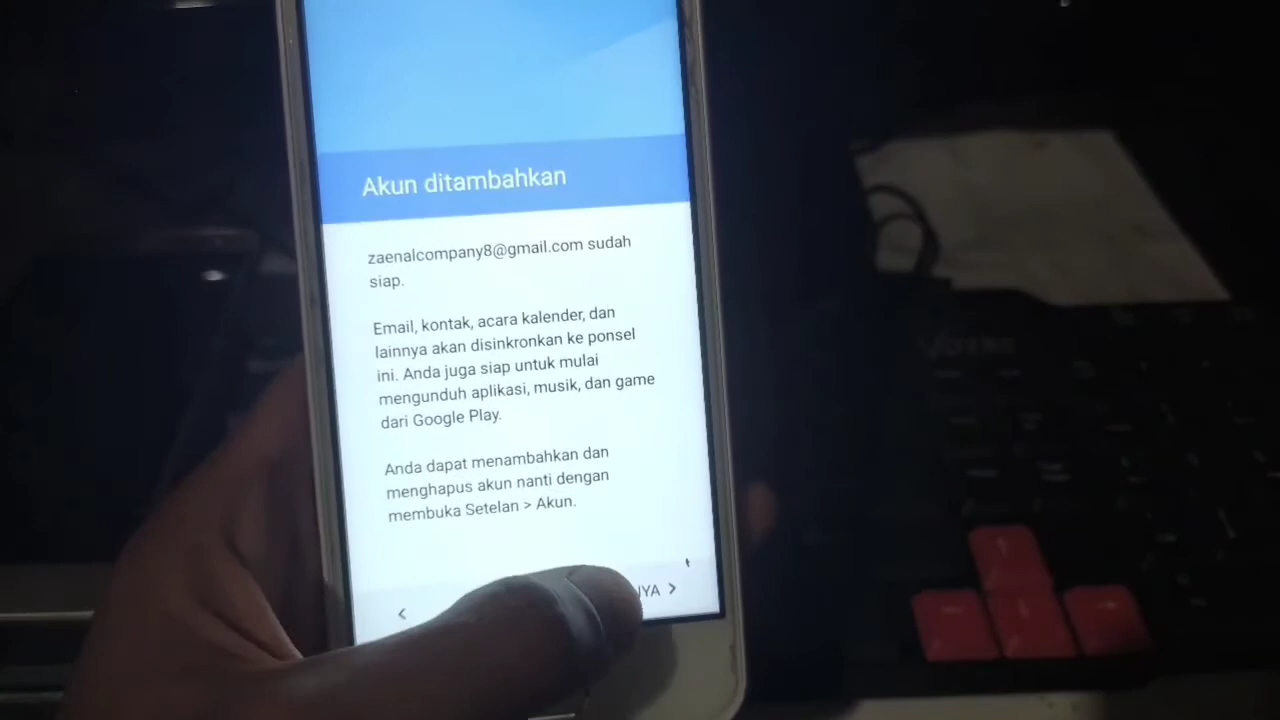 Akun ditambahkan
zaenalcompany8@gmail.com sudah
siap.
Email, kontak, acara kalender, dan
lainnya akan disinkronkan ke ponsel
ini. Anda juga siap untuk mulai
mengunduh aplikasi, musik, dan game
dari Google Play.
Anda dapat menambahkan dan
menghapus akun nanti dengan
membuka Setelan > Akun.
< NYA >